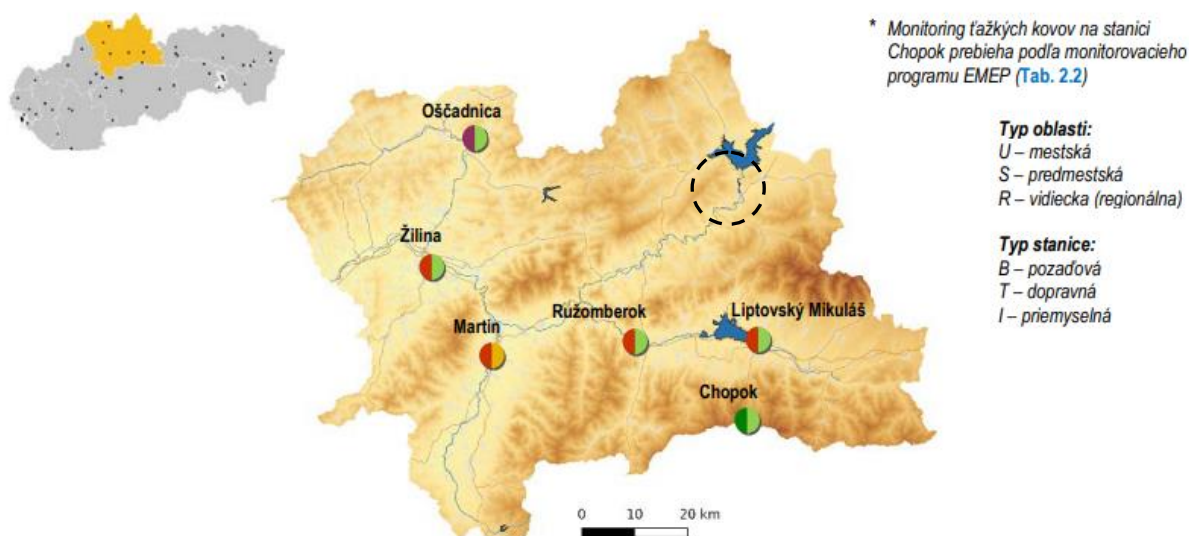 * Monitoring ťažkých kovov na stanici
Chopok prebieha podľa monitorovacieho
programu EMEP (Tab. 2.2)
Typ oblasti:
U – mestská
S – predmestská
R – vidiecka (regionálna)
Typ stanice:
B – pozaďová
T – dopravná
I – priemyselná
Oščadnica
Žilina
Martin
Ružomberok
Liptovský Mikuláš
Chopok
0 10 20 km